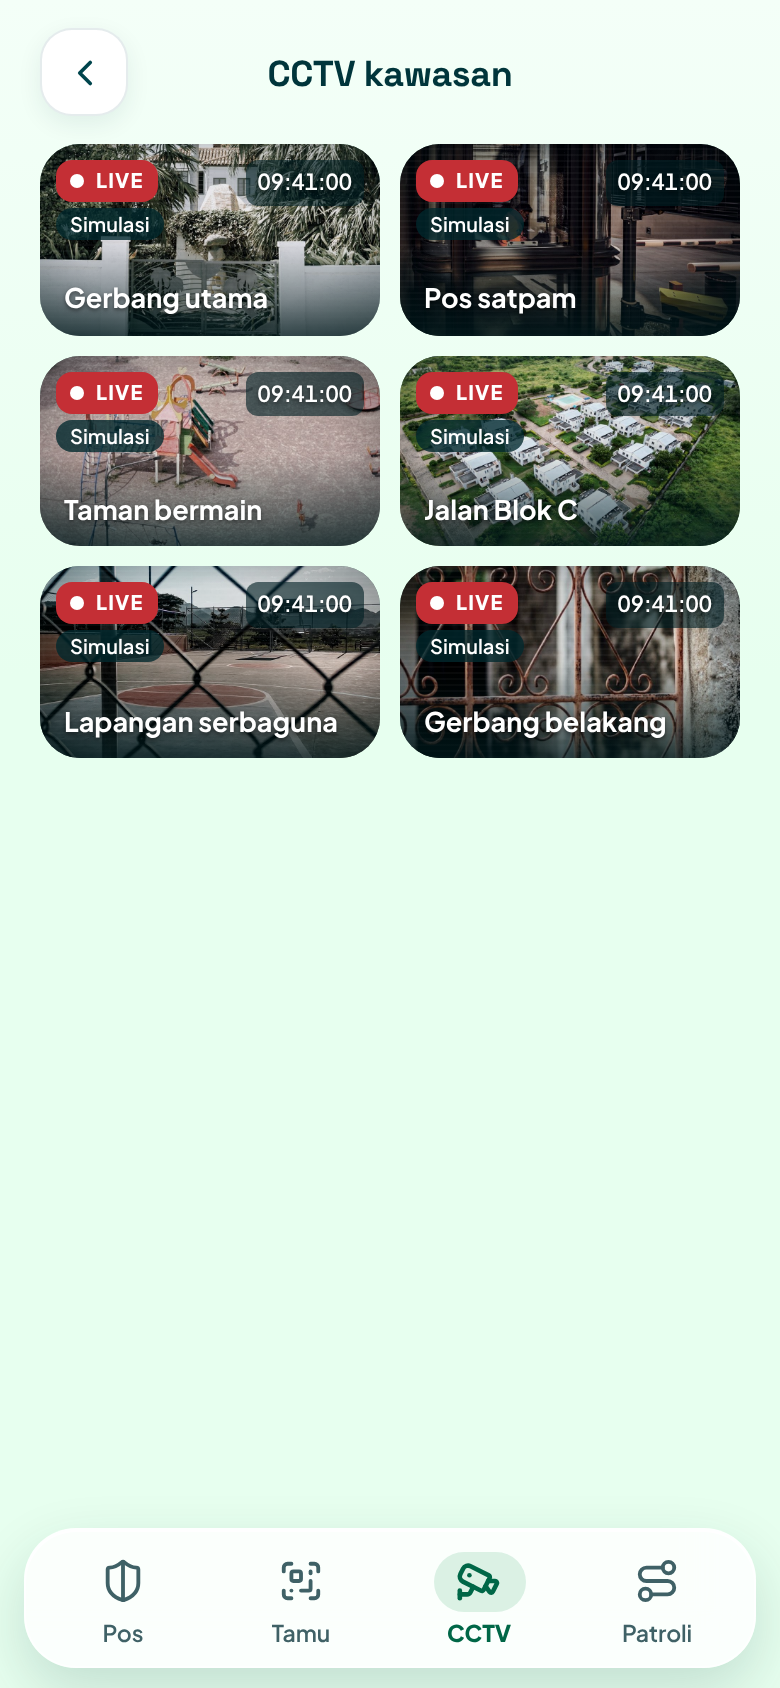 CCTV kawasan
LIVE 09:41:00
Simulasi
Gerbang utama
LIVE 09:41:00
Simulasi
Pos satpam
LIVE 09:41:00
Simulasi
Taman bermain
LIVE 09:41:00
Simulasi
Jalan Blok C
LIVE 09:41:00
Simulasi
Lapangan serbaguna
LIVE 09:41:00
Simulasi
Gerbang belakang
Pos
Tamu
CCTV
Patroli